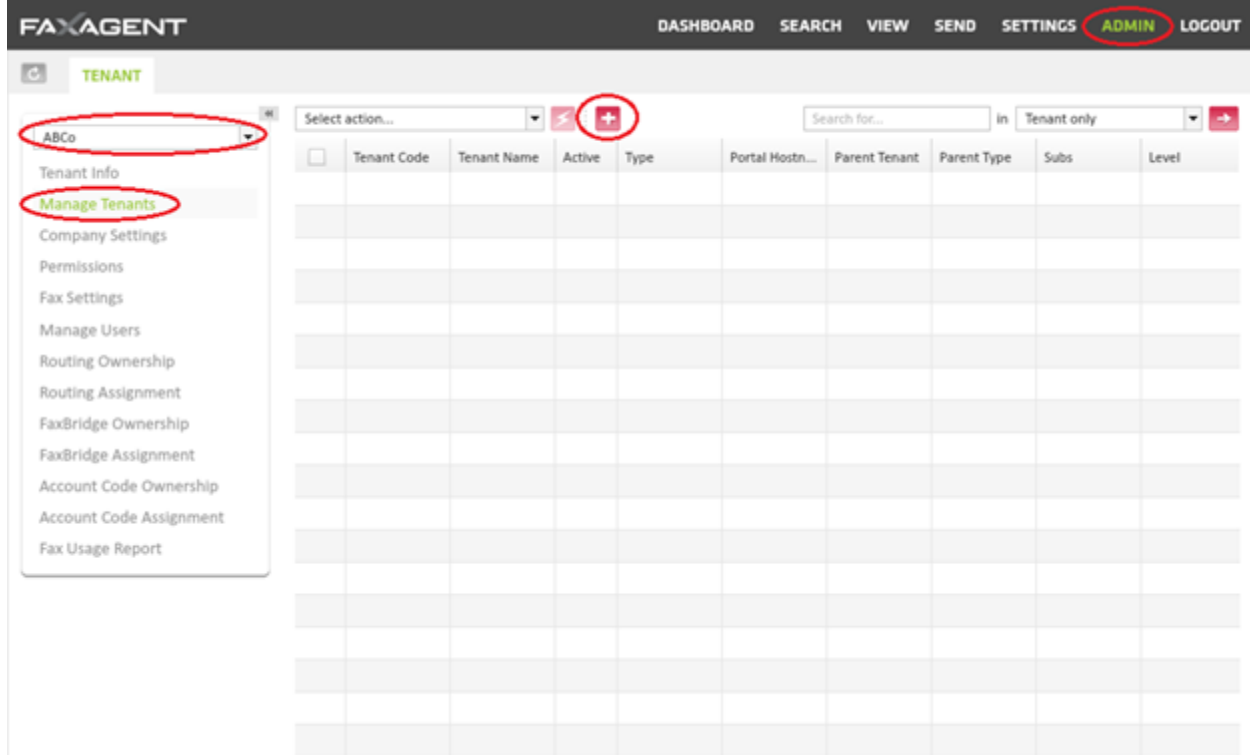 FAXAGENT DASHBOARD SEARCH VIEW SEND SETTINGS ADMIN LOGOUT
TENANT
ABCo
Tenant Info
Manage Tenants
Company Settings
Permissions
Fax Settings
Manage Users
Routing Ownership
Routing Assignment
FaxBridge Ownership
FaxBridge Assignment
Account Code Ownership
Account Code Assignment
Fax Usage Report
Select action... Search for... in Tenant only
Tenant Code Tenant Name Active Type Portal Hostn... Parent Tenant Parent Type Subs Level